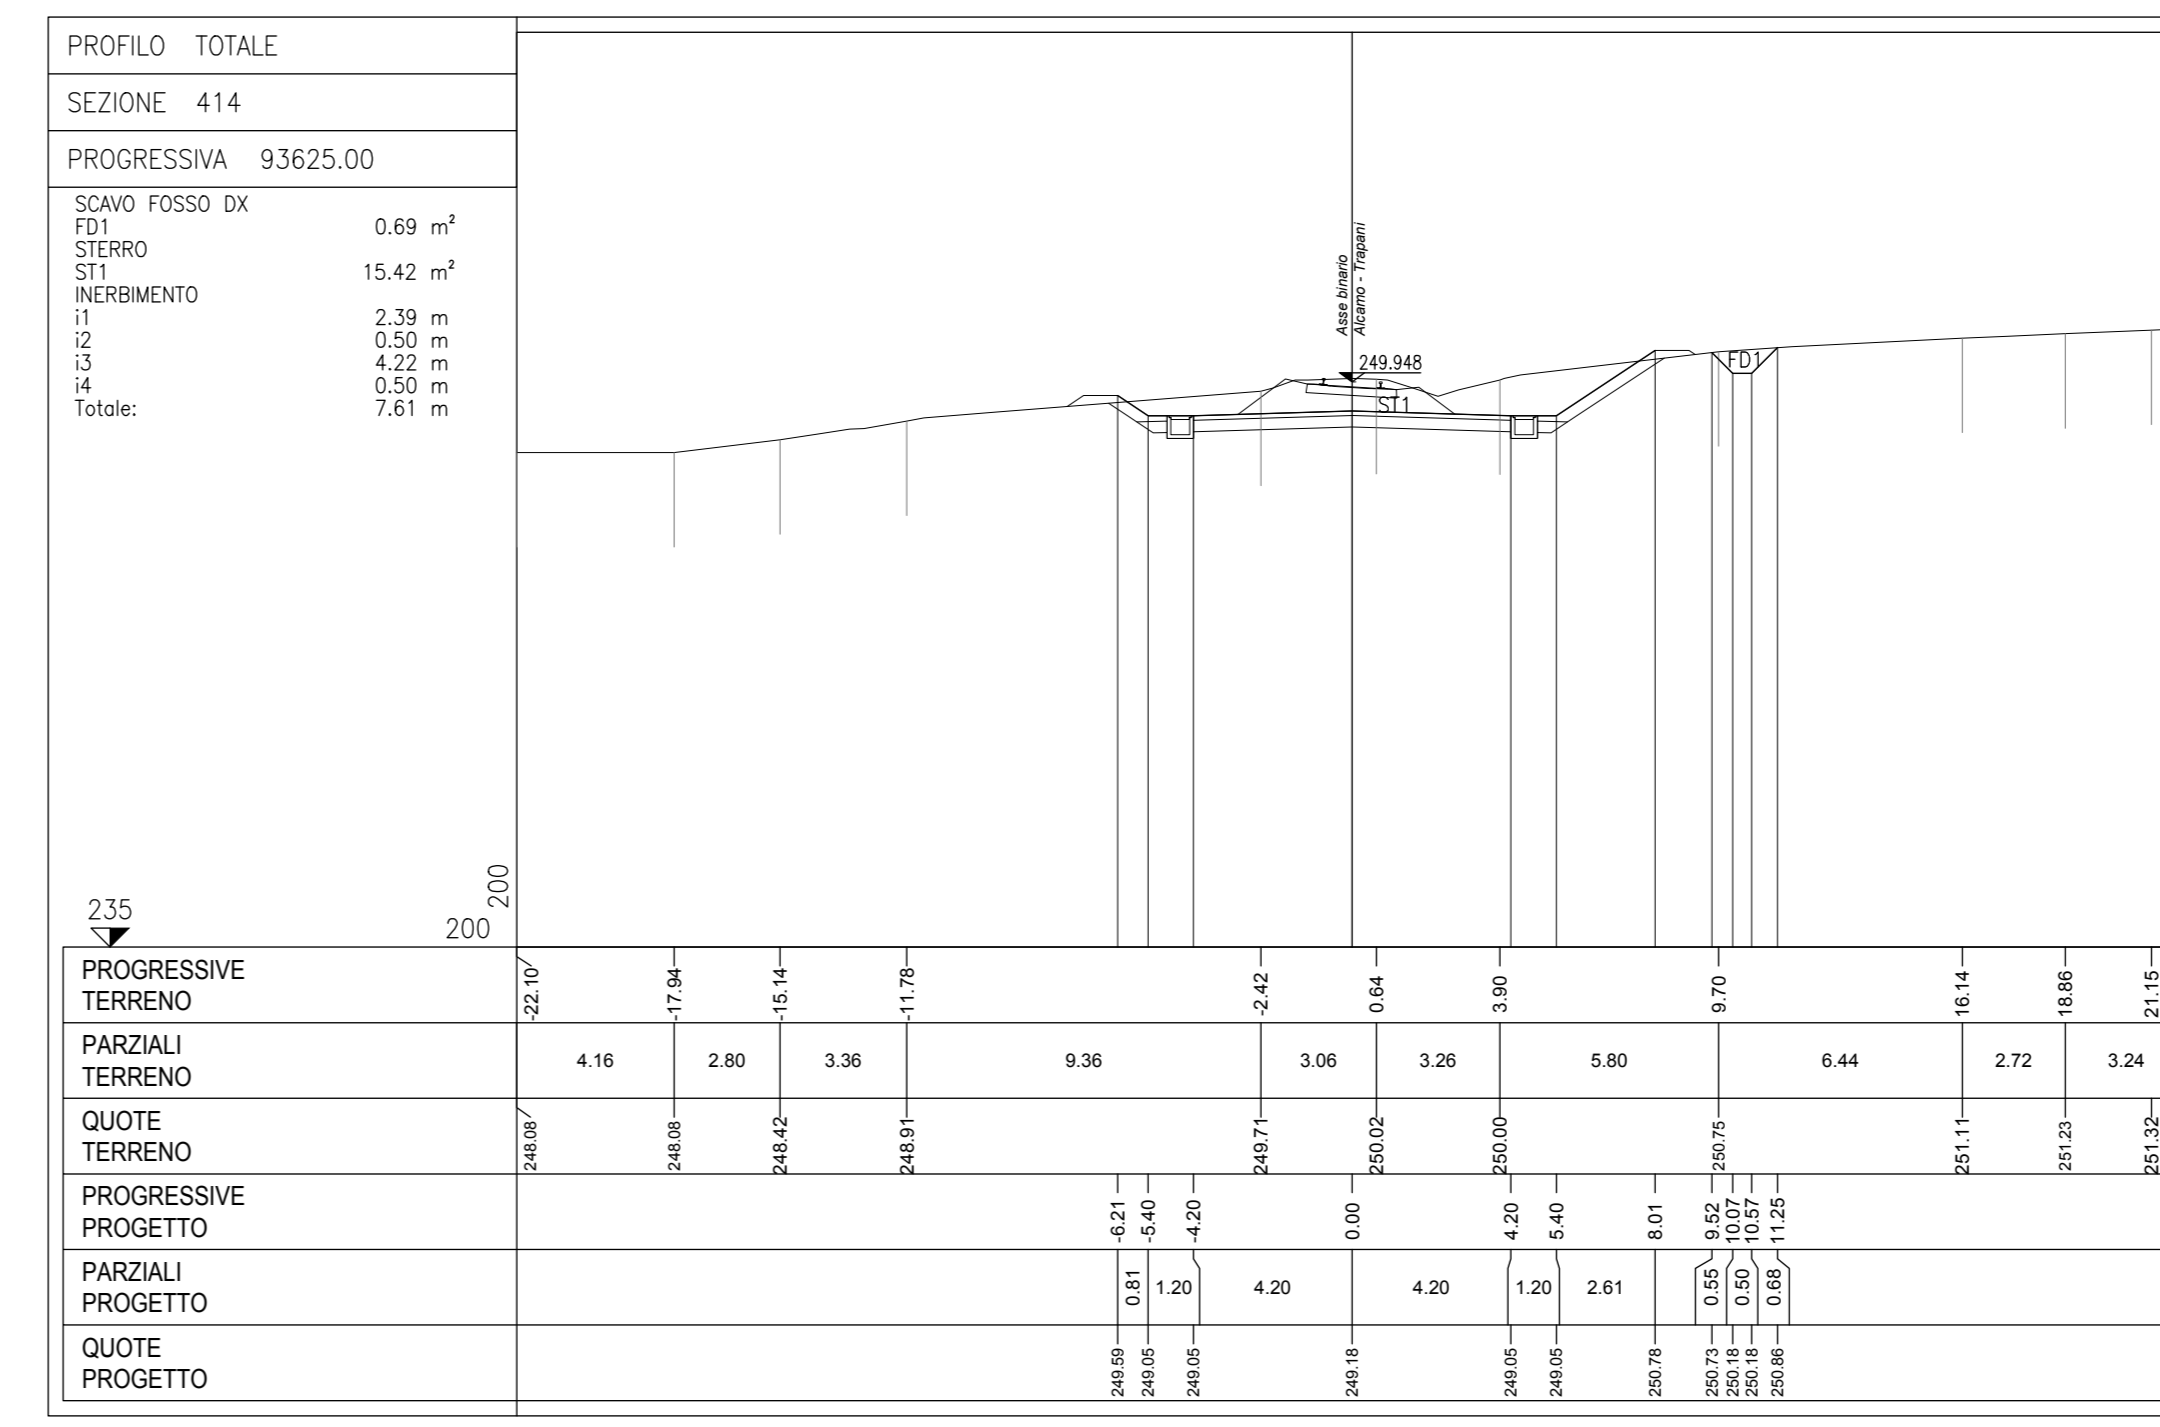 PROFILO TOTALE
SEZIONE 414
PROGRESSIVA 93625.00
SCAVO FOSSO DX
FD1 0.69 m²
STERRO
ST1 15.42 m²
INERBIMENTO
i1 2.39 m
i2 0.50 m
i3 4.22 m
i4 0.50 m
Totale: 7.61 m
Asse binario
Alcamo - Trapani
249.948
ST1
FD1
235
200
200
PROGRESSIVE
TERRENO
-22.10 -17.94 -15.14 -11.78 -2.42 0.64 3.90 9.70 16.14 18.86 21.15
PARZIALI
TERRENO
4.16 2.80 3.36 9.36 3.06 3.26 5.80 6.44 2.72 3.24
QUOTE
TERRENO
248.08 248.08 248.42 248.91 249.71 250.02 250.00 250.75 251.11 251.23 251.32
PROGRESSIVE
PROGETTO
-6.21 -5.40 -4.20 0.00 4.20 5.40 8.01 9.52 10.07 10.57 11.25
PARZIALI
PROGETTO
0.81 1.20 4.20 4.20 1.20 2.61 0.55 0.50 0.68
QUOTE
PROGETTO
249.59 249.05 249.05 249.18 249.05 249.05 250.78 250.73 250.18 250.18 250.86